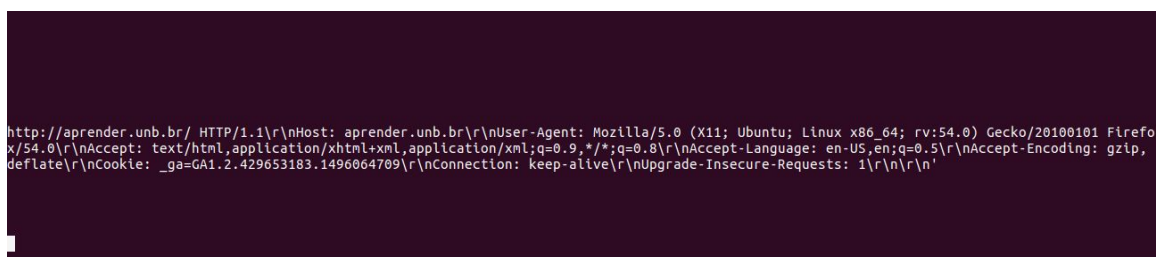 http://aprender.unb.br/ HTTP/1.1\r\nHost: aprender.unb.br\r\nUser-Agent: Mozilla/5.0 (X11; Ubuntu; Linux x86_64; rv:54.0) Gecko/20100101 Firefo
x/54.0\r\nAccept: text/html,application/xhtml+xml,application/xml;q=0.9,*/*;q=0.8\r\nAccept-Language: en-US,en;q=0.5\r\nAccept-Encoding: gzip,
deflate\r\nCookie: _ga=GA1.2.429653183.1496064709\r\nConnection: keep-alive\r\nUpgrade-Insecure-Requests: 1\r\n\r\n'